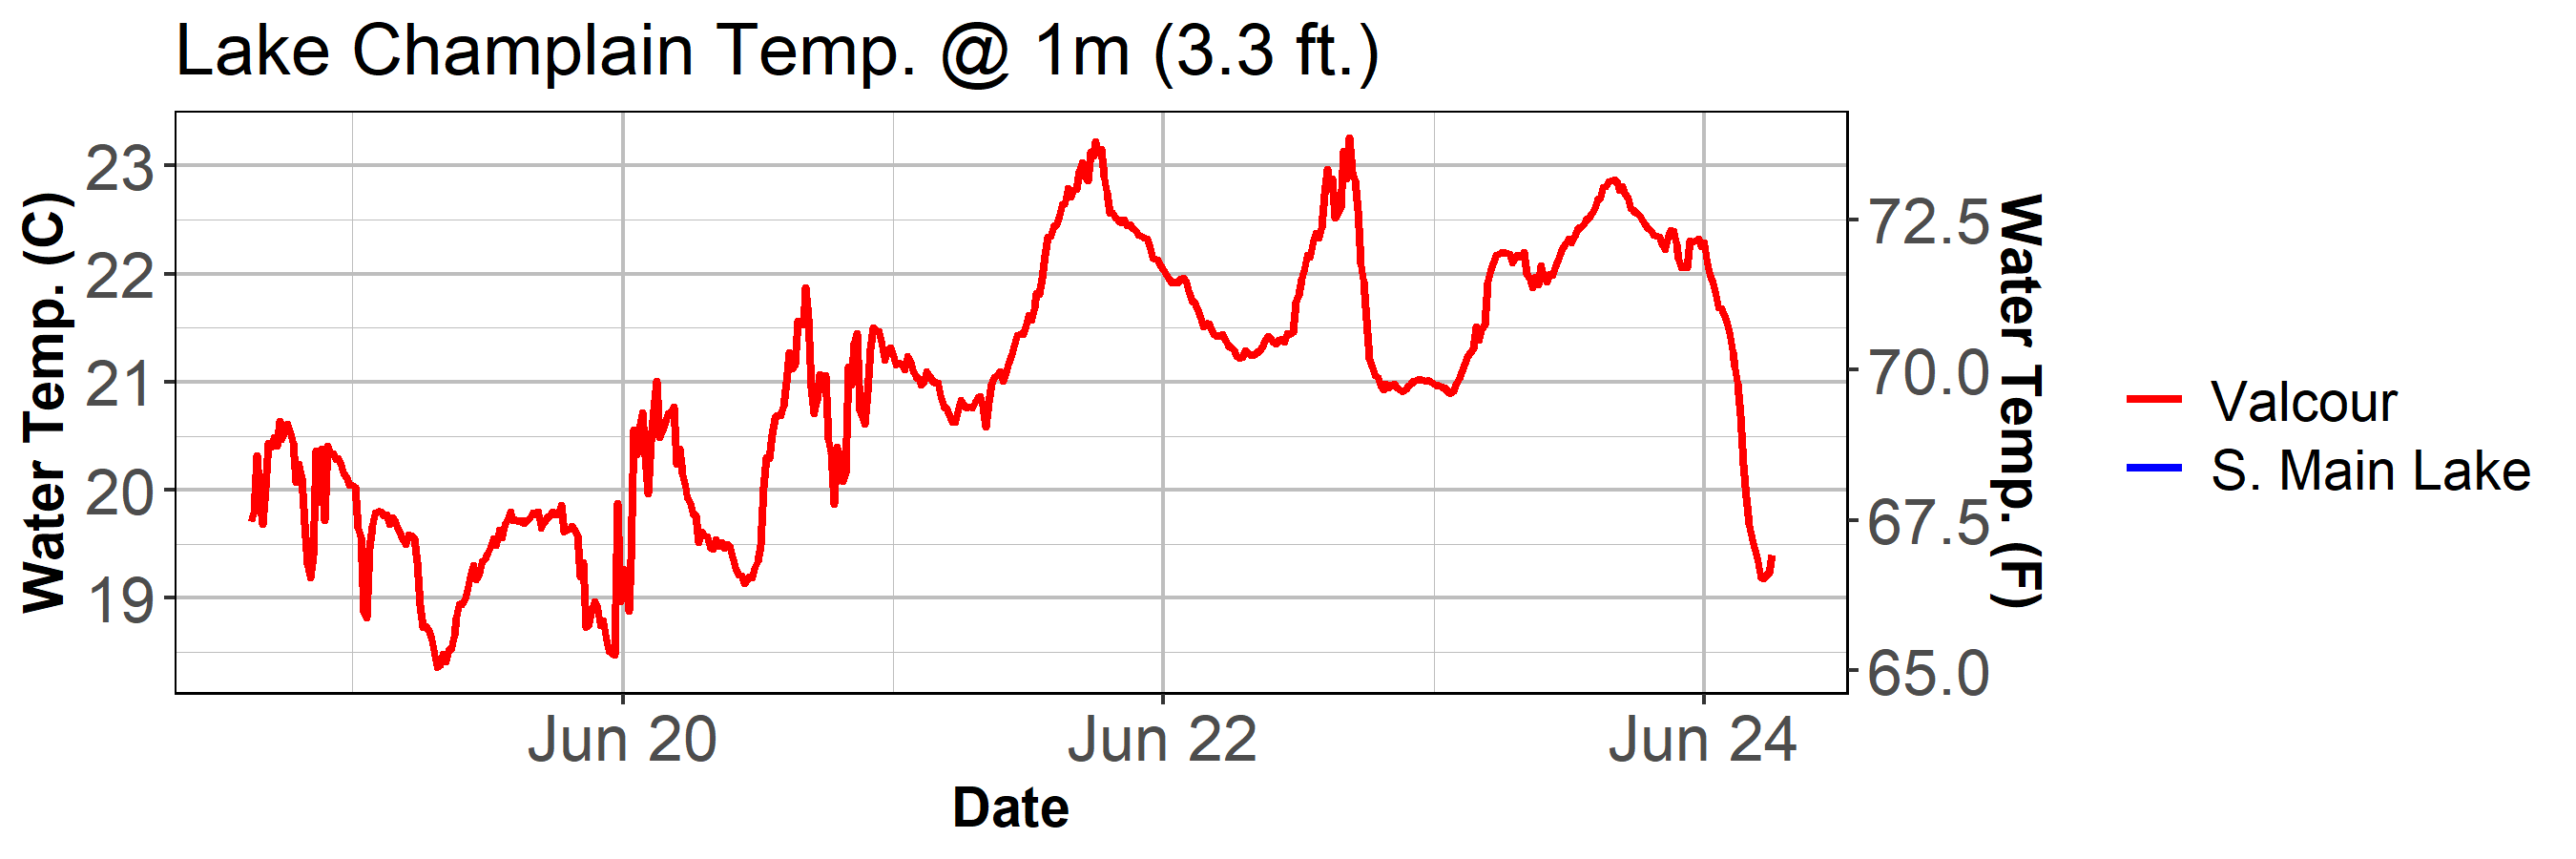 Lake Champlain Temp. @ 1m (3.3 ft.)
Water Temp. (C)
23
22
21
20
19
72.5
70.0
67.5
65.0
Water Temp. (F)
Jun 20
Jun 22
Jun 24
Date
Valcour
S. Main Lake